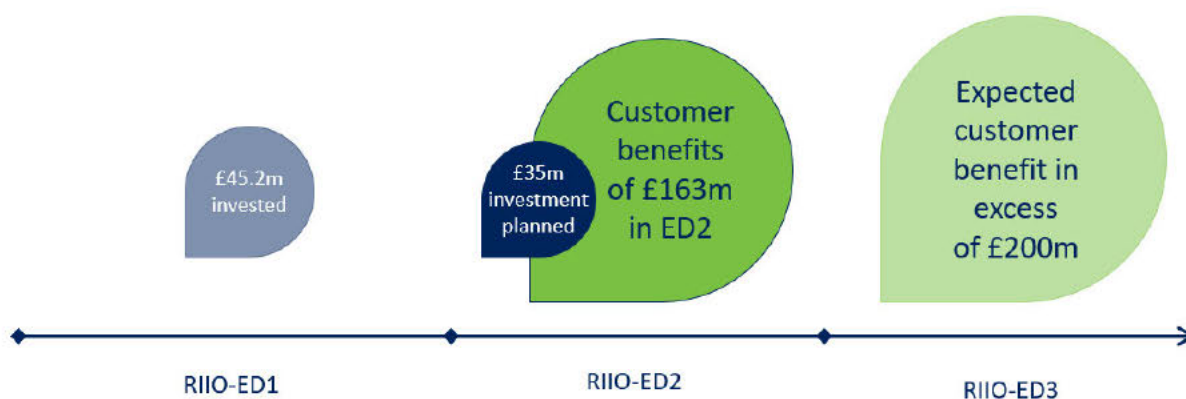 £45.2m
invested
£35m
investment
planned
Customer
benefits
of £163m
in ED2
Expected
customer
benefit in
excess
of £200m
RIIO-ED1
RIIO-ED2
RIIO-ED3